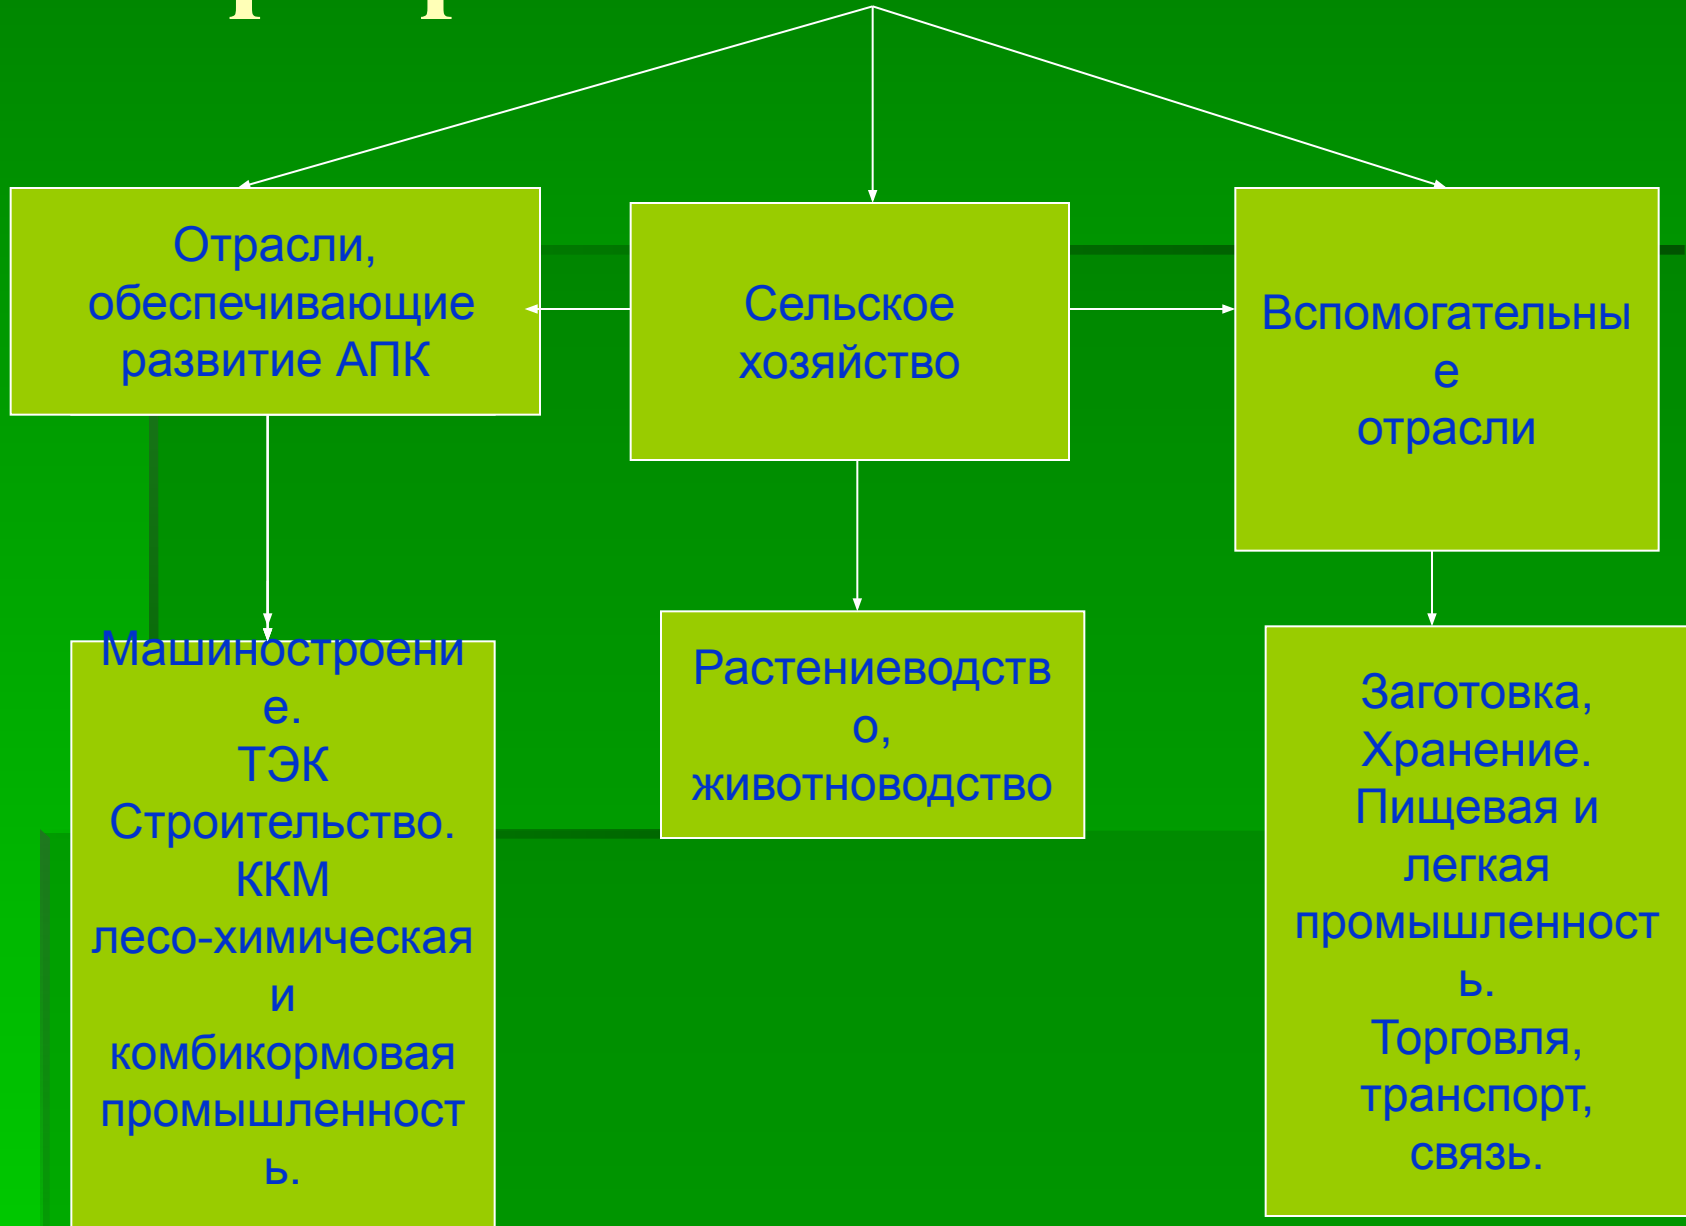 Отрасли,
обеспечивающие
развитие АПК
Сельское
хозяйство
Вспомогательны
е
отрасли
Машиностроени
е.
ТЭК
Строительство.
ККМ
лесо-химическая
и
комбикормовая
промышленност
ь.
Растениеводств
о,
животноводство
Заготовка,
Хранение.
Пищевая и
легкая
промышленност
ь.
Торговля,
транспорт,
связь.